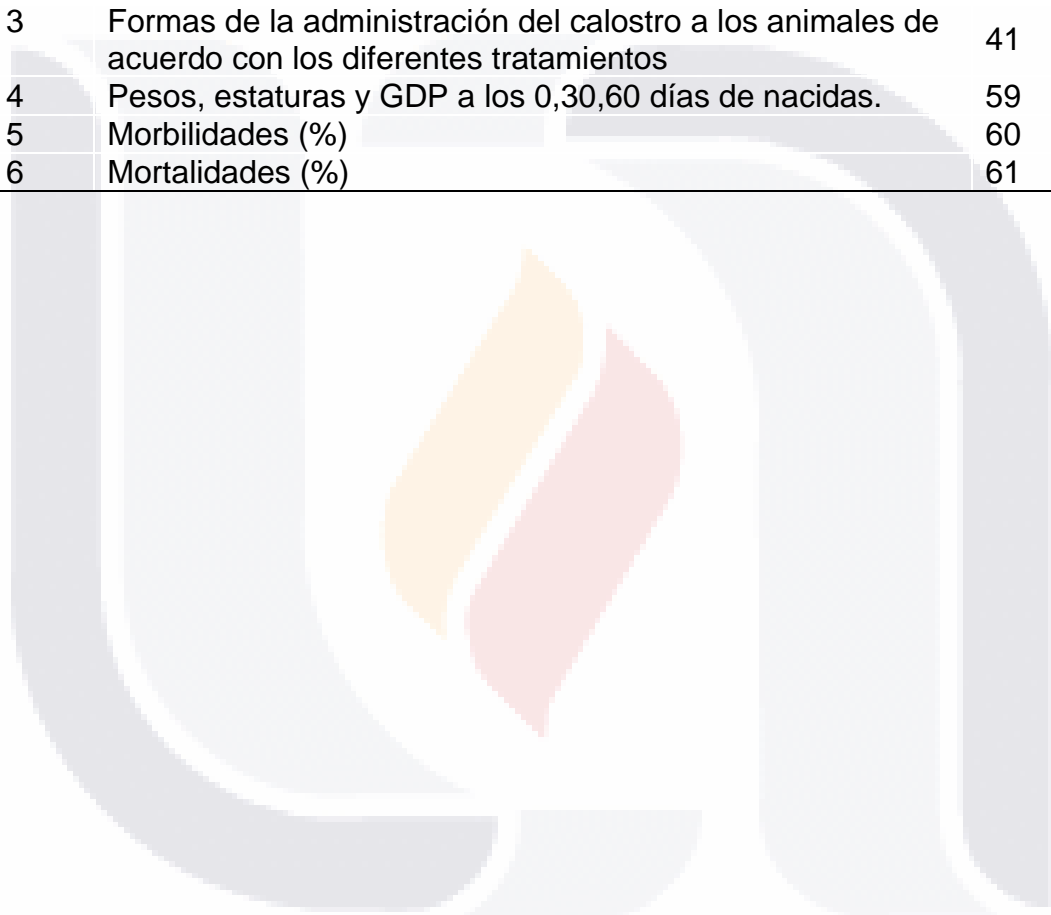 3 Formas de la administración del calostro a los animales de
acuerdo con los diferentes tratamientos 41
4 Pesos, estaturas y GDP a los 0,30,60 días de nacidas. 59
5 Morbilidades (%) 60
6 Mortalidades (%) 61